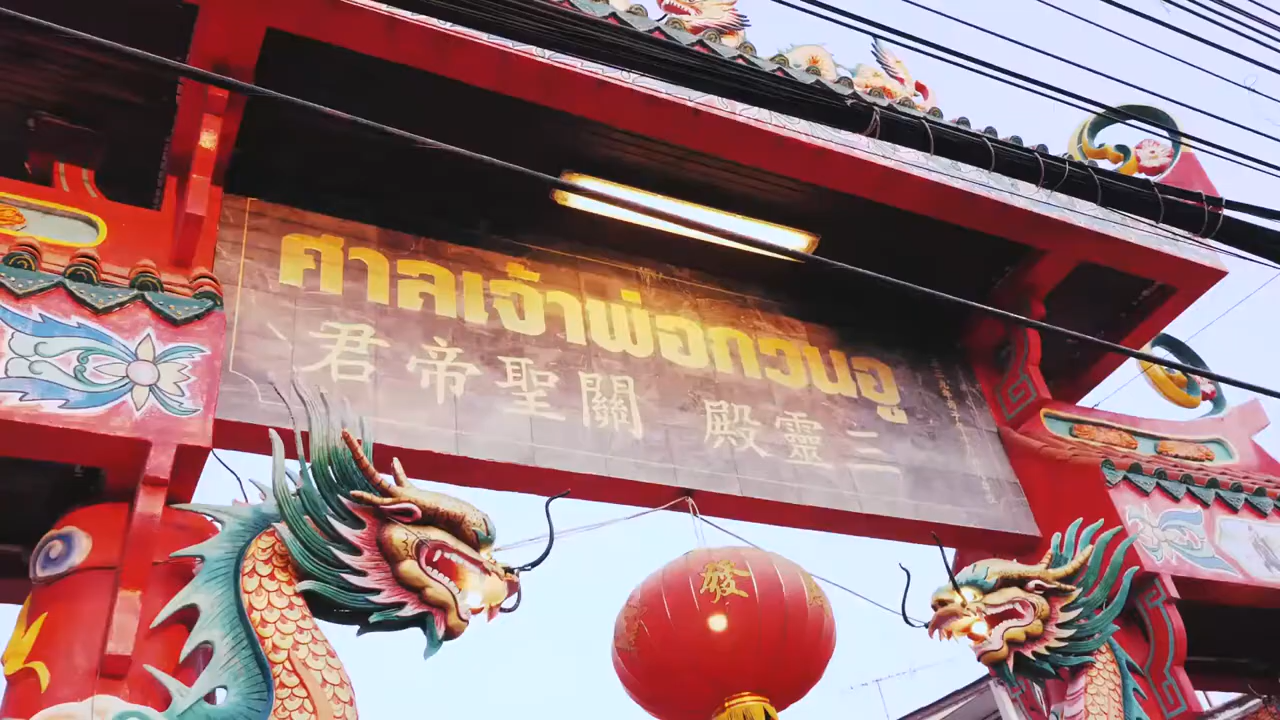 ศาลเจ้าพ่อกวนอู
君帝聖關 殿靈二
發